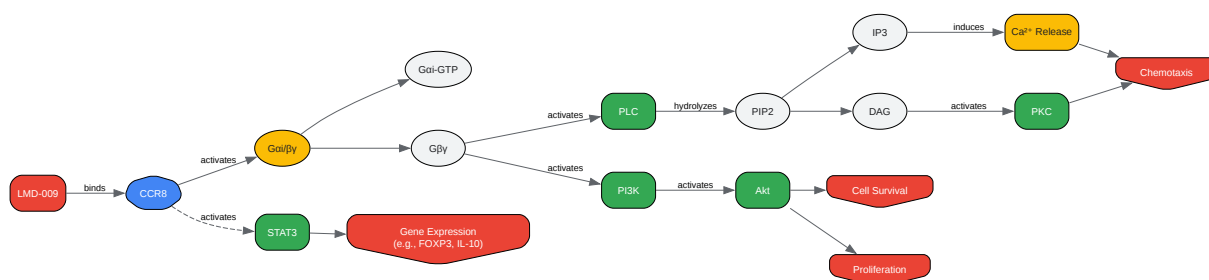 IP3
induces
Ca²⁺ Release
Gαi-GTP
Chemotaxis
activates
PLC
hydrolyzes
PIP2
DAG
activates
PKC
activates
Gαi/βγ
Gβγ
activates
LMD-009
binds
CCR8
PI3K
activates
Akt
Cell Survival
activates
STAT3
Gene Expression
(e.g., FOXP3, IL-10)
Proliferation